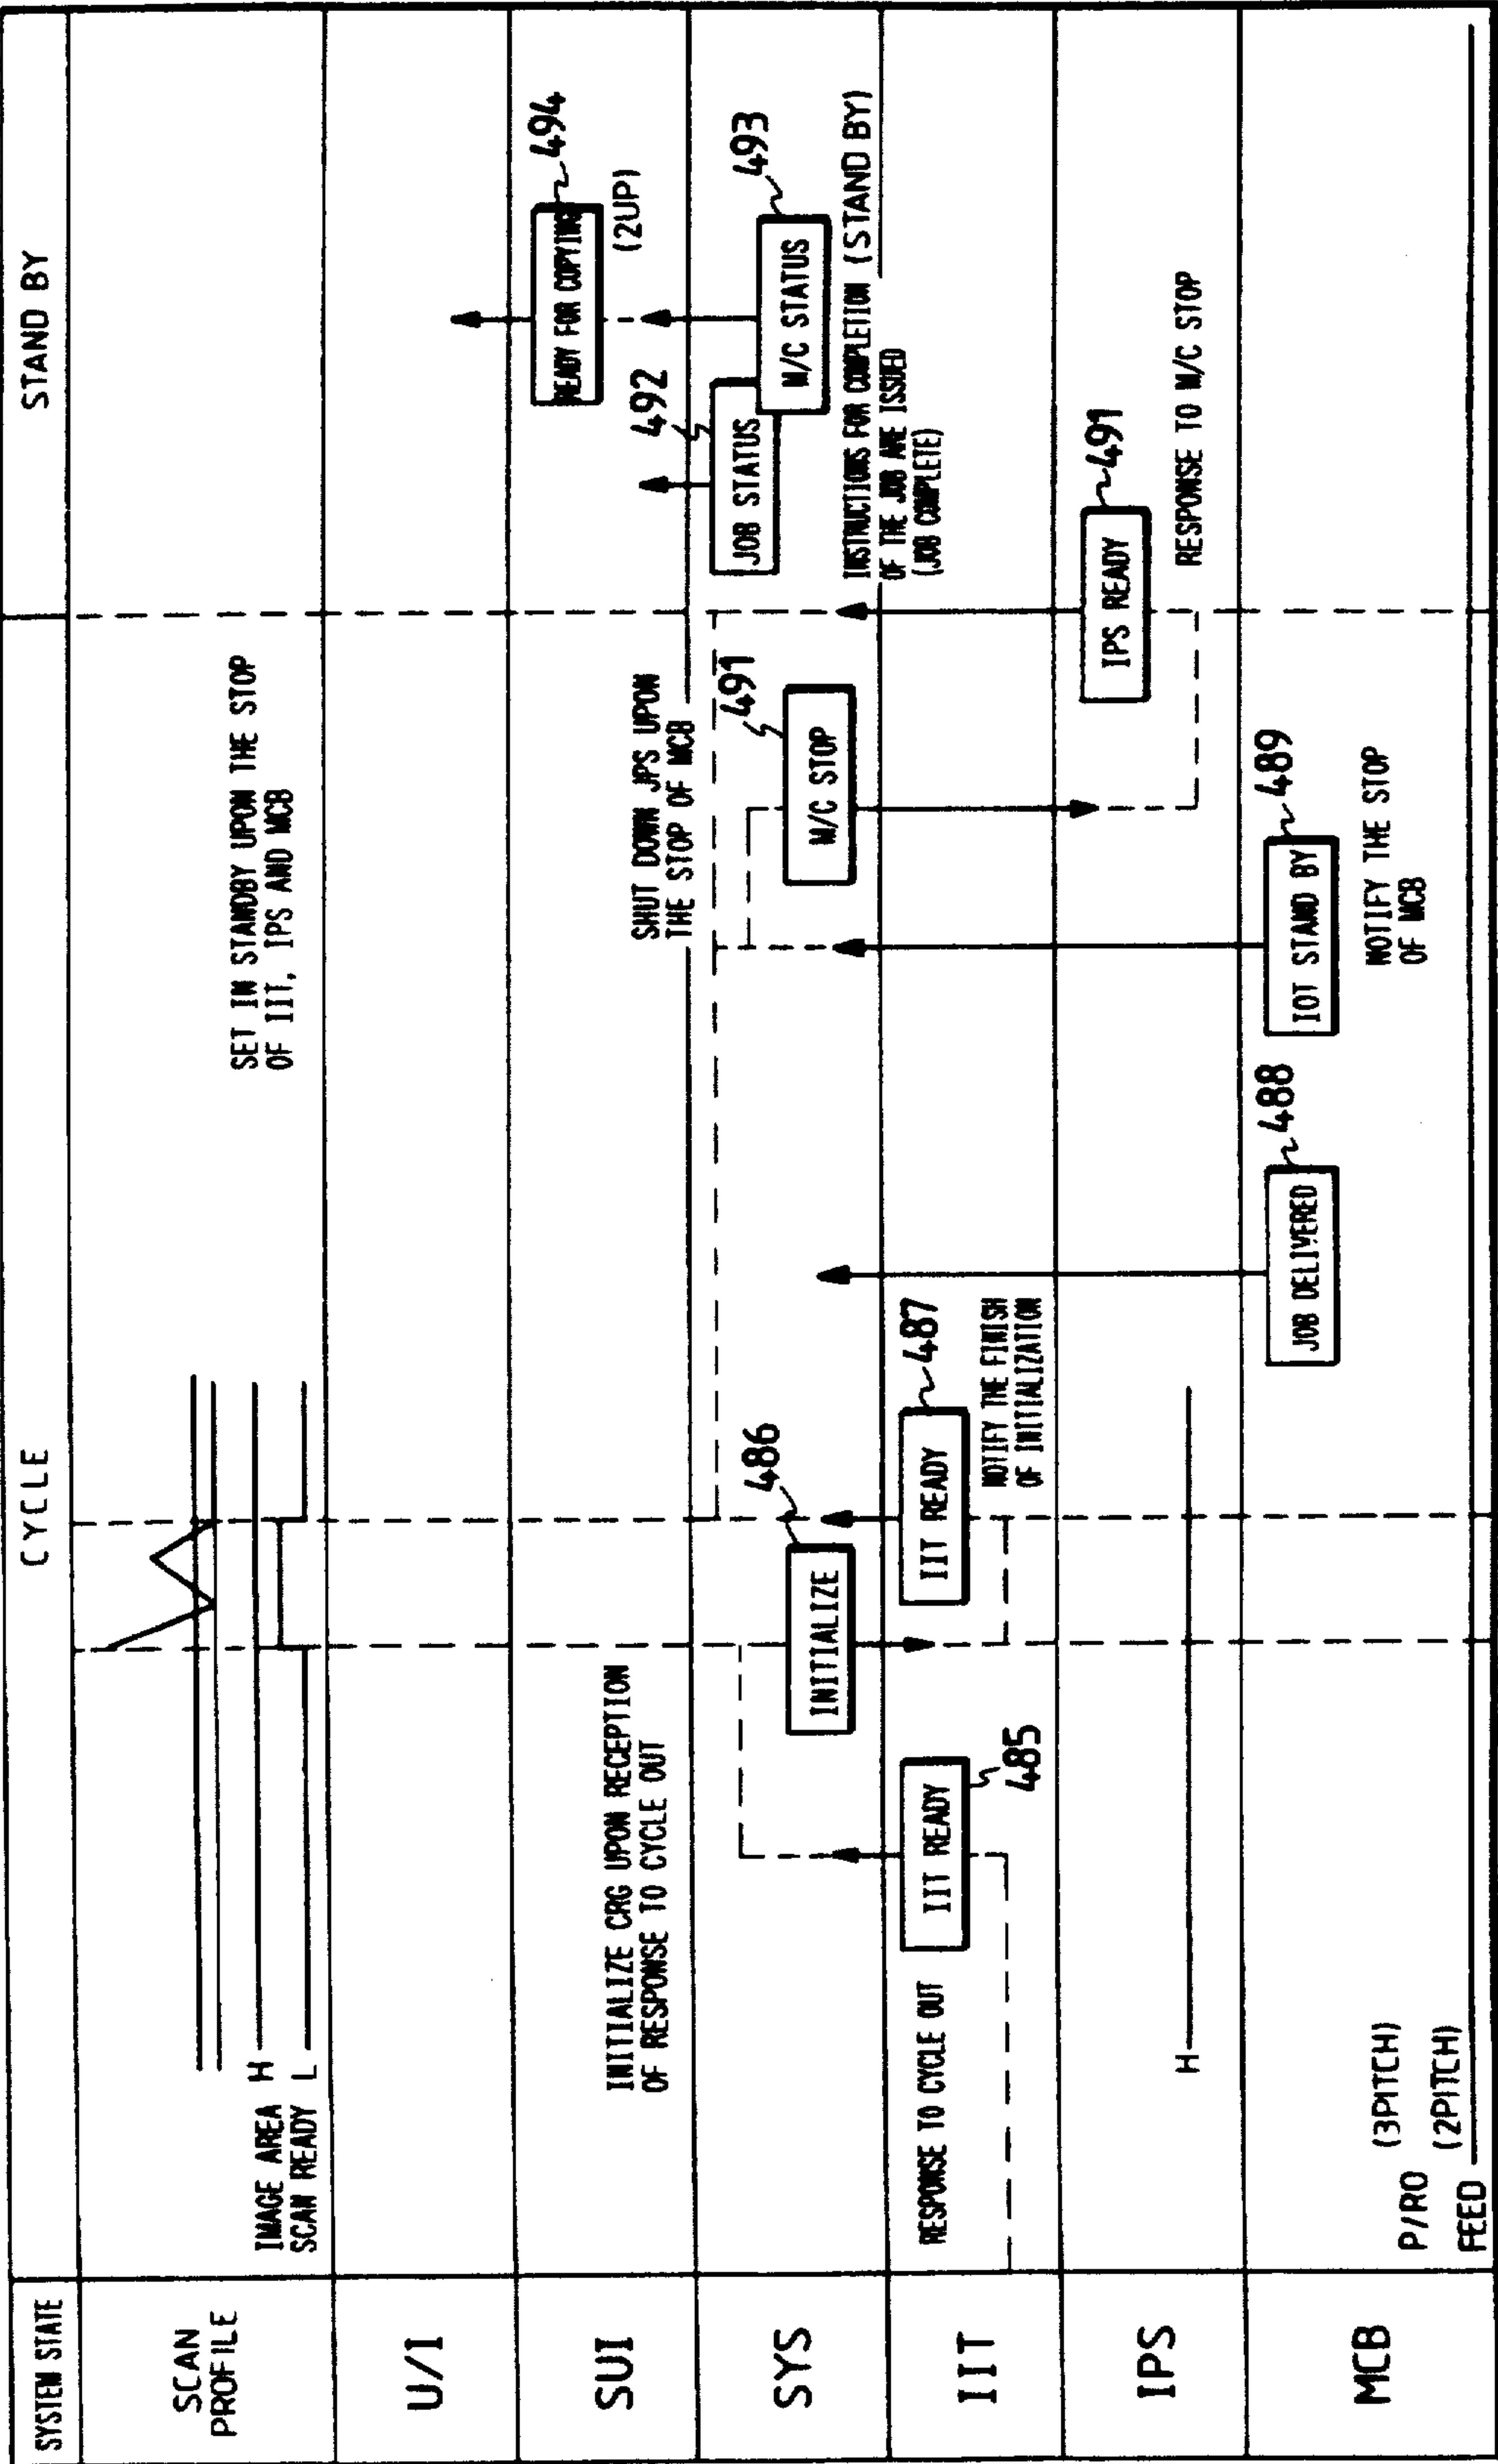 SYSTEM STATE
CYCLE
STAND BY
SCAN
PROFILE
IMAGE AREA H
SCAN READY L
SET IN STANDBY UPON THE STOP
OF IIT, IPS AND MCB
U/I
SUI
INITIALIZE CRG UPON RECEPTION
OF RESPONSE TO CYCLE OUT
SHUT DOWN JPS UPON
THE STOP OF MCB
READY FOR COPYING
494
(2UP)
SYS
INITIALIZE
486
M/C STOP
491
JOB STATUS
492
M/C STATUS
493
INSTRUCTIONS FOR COMPLETION (STAND BY)
OF THE JOB ARE ISSUED
(JOB COMPLETE)
IIT
RESPONSE TO CYCLE OUT
IIT READY
485
IIT READY
487
NOTIFY THE FINISH
OF INITIALIZATION
IPS
H
IPS READY
491
RESPONSE TO M/C STOP
MCB
JOB DELIVERED
488
IOT STAND BY
489
NOTIFY THE STOP
OF MCB
P/RO (3PITCH)
(2PITCH)
FEED